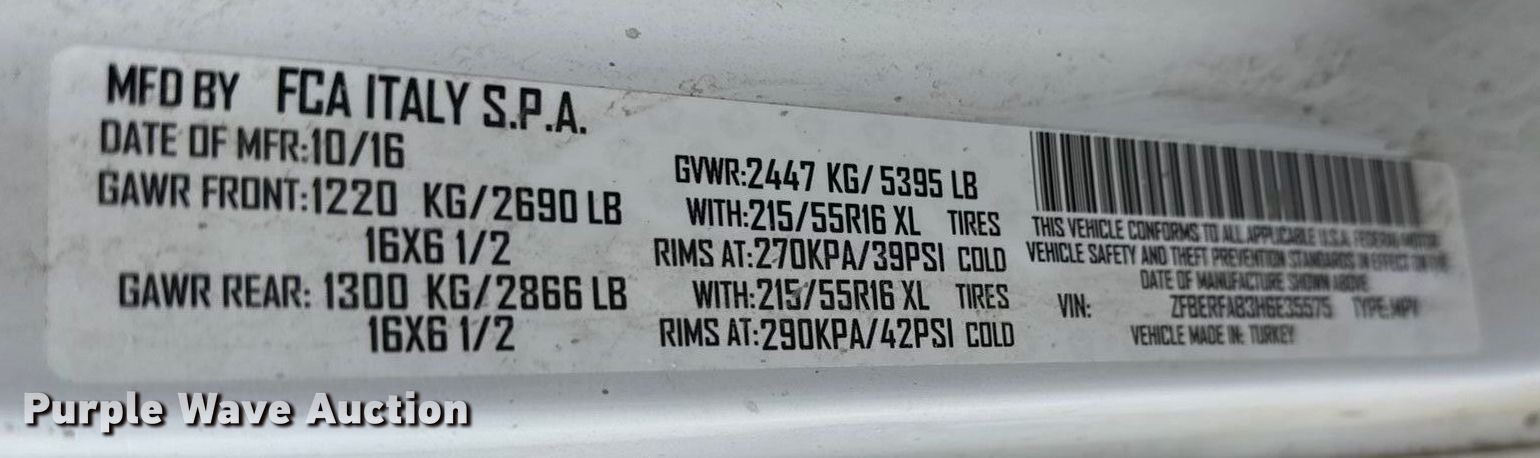 MFD BY FCA ITALY S.P.A.
DATE OF MFR:10/16
GAWR FRONT:1220 KG/2690 LB
16X6 1/2
GAWR REAR: 1300 KG/2866 LB
16X6 1/2
GVWR:2447 KG/ 5395 LB
WITH:215/55R16 XL TIRES
RIMS AT:270KPA/39PSI COLD
WITH:215/55R16 XL TIRES
RIMS AT:290KPA/42PSI COLD
THIS VEHICLE CONFORMS TO ALL APPLICABLE U.S.A. FEDERAL MOTOR
VEHICLE SAFETY AND THEFT PREVENTION STANDARDS IN EFFECT ON THE
DATE OF MANUFACTURE SHOWN ABOVE
VIN: ZFBERFAB3H6E35575 TYPE:MPV
VEHICLE MADE IN: TURKEY
Purple Wave Auction